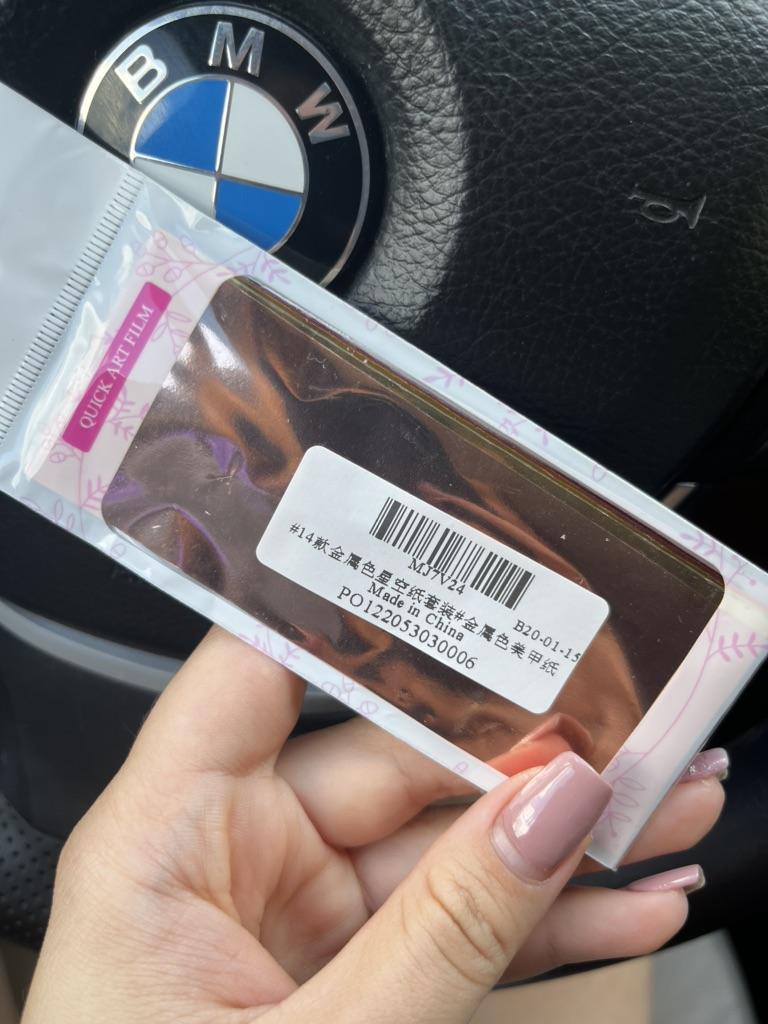 BMW
QUICK ART FILM
MJ7V24
B20-01-15
#14款金属色星空纸套装#金属色美甲纸
Made in China
PO122053030006